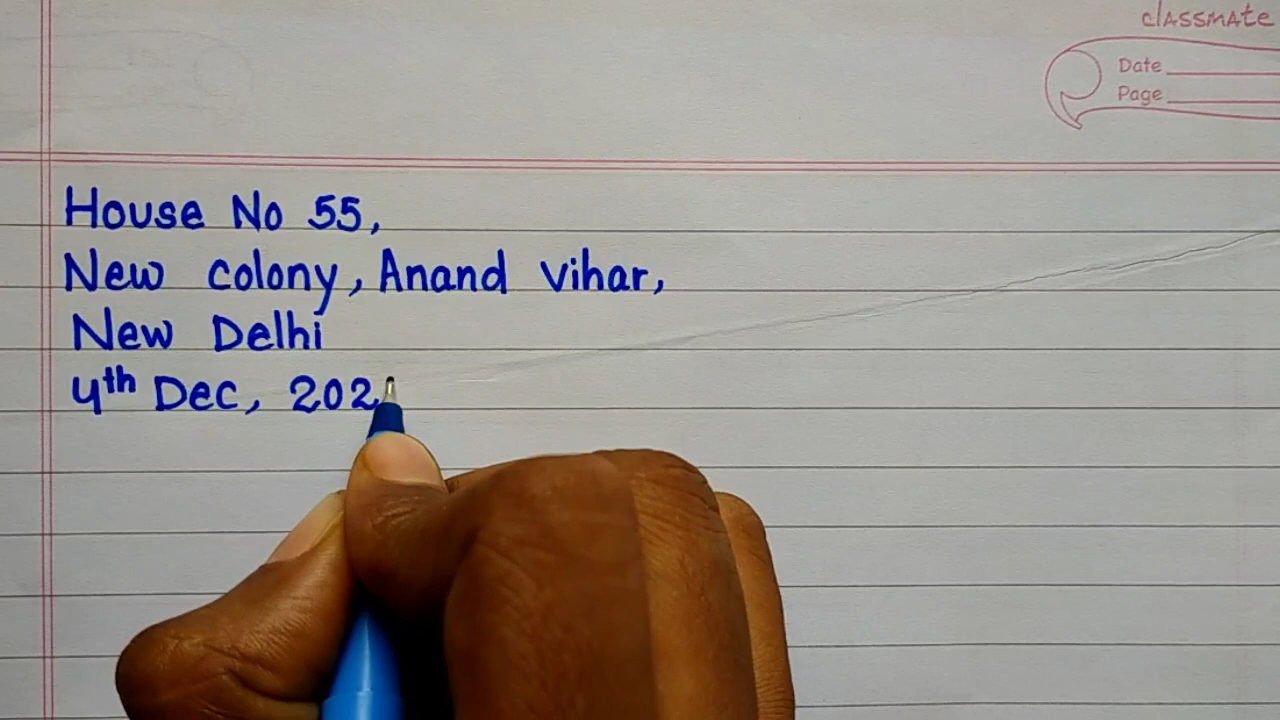 classmate
Date
Page
House No 55,
New colony, Anand vihar,
New Delhi
4th Dec, 202